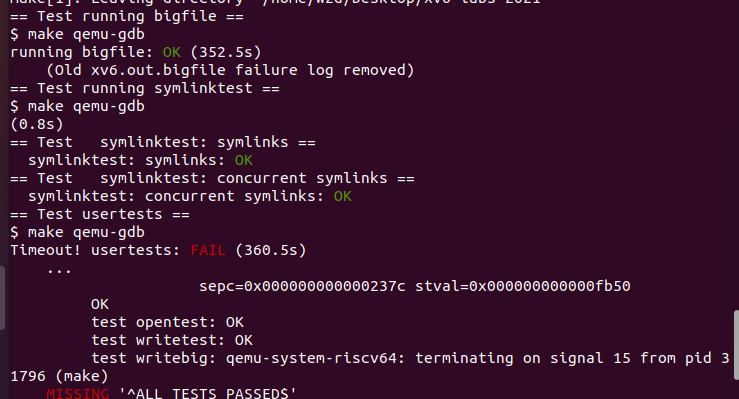 make[1]: Leaving directory '/home/wzd/Desktop/xv6-labs-2021'
== Test running bigfile ==
$ make qemu-gdb
running bigfile: OK (352.5s)
    (Old xv6.out.bigfile failure log removed)
== Test running symlinktest ==
$ make qemu-gdb
(0.8s)
== Test   symlinktest: symlinks ==
  symlinktest: symlinks: OK
== Test   symlinktest: concurrent symlinks ==
  symlinktest: concurrent symlinks: OK
== Test usertests ==
$ make qemu-gdb
Timeout! usertests: FAIL (360.5s)
    ...
                     sepc=0x000000000000237c stval=0x000000000000fb50
         OK
         test opentest: OK
         test writetest: OK
         test writebig: qemu-system-riscv64: terminating on signal 15 from pid 3
1796 (make)
    MISSING '^ALL TESTS PASSED$'